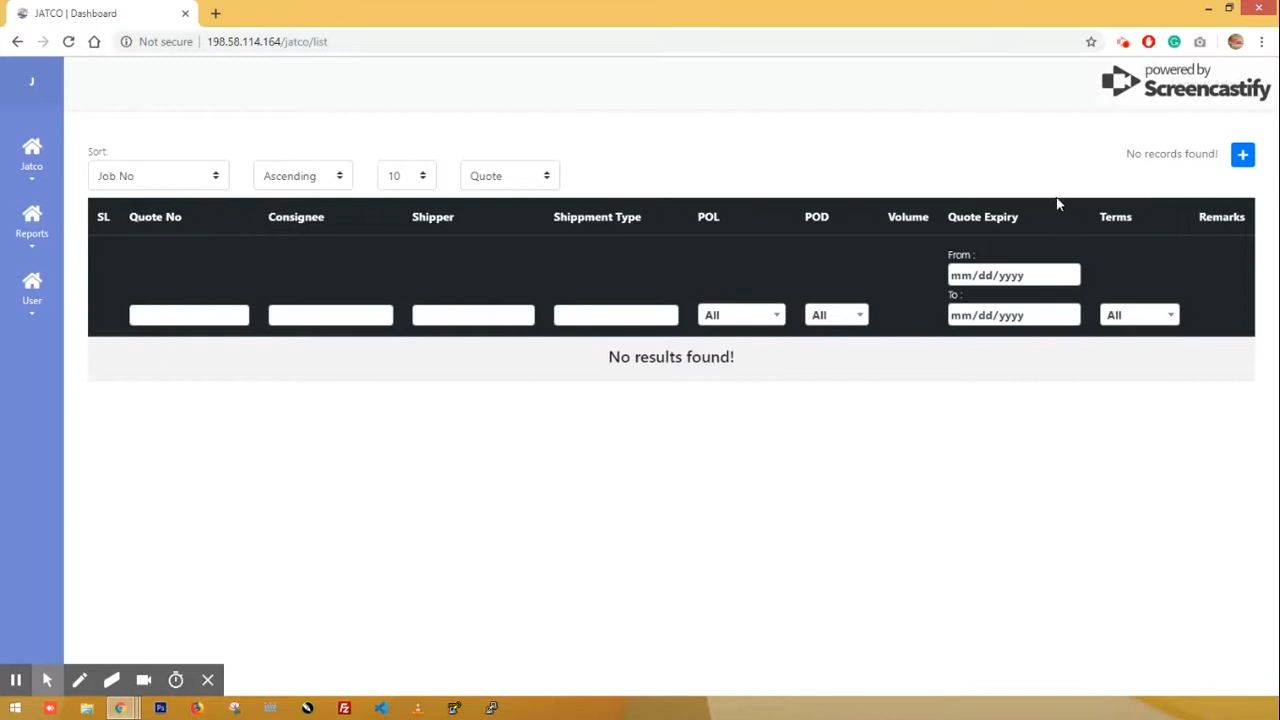 JATCO | Dashboard
Not secure 198.58.114.164/jatco/list
J
powered by
Screencastify
Jatco
Reports
User
Sort:
Job No Ascending 10 Quote
No records found! +
SL Quote No Consignee Shipper Shippment Type POL POD Volume Quote Expiry Terms Remarks
From :
mm/dd/yyyy
To :
All All mm/dd/yyyy All
No results found!